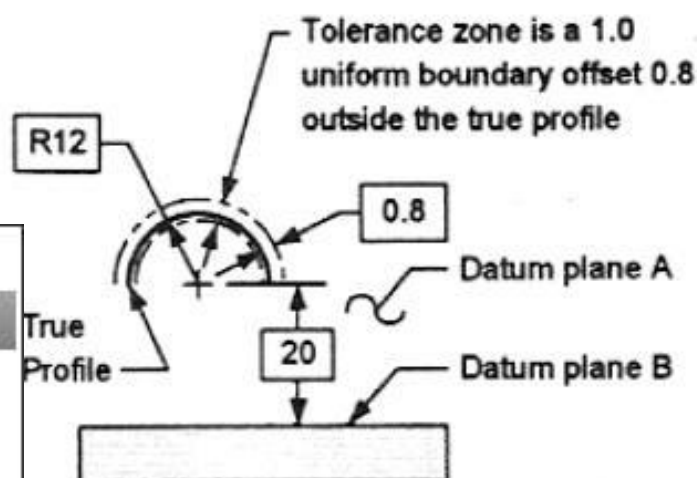 Tolerance zone is a 1.0
uniform boundary offset 0.8
outside the true profile
R12
0.8
Datum plane A
True
Profile
20
Datum plane B